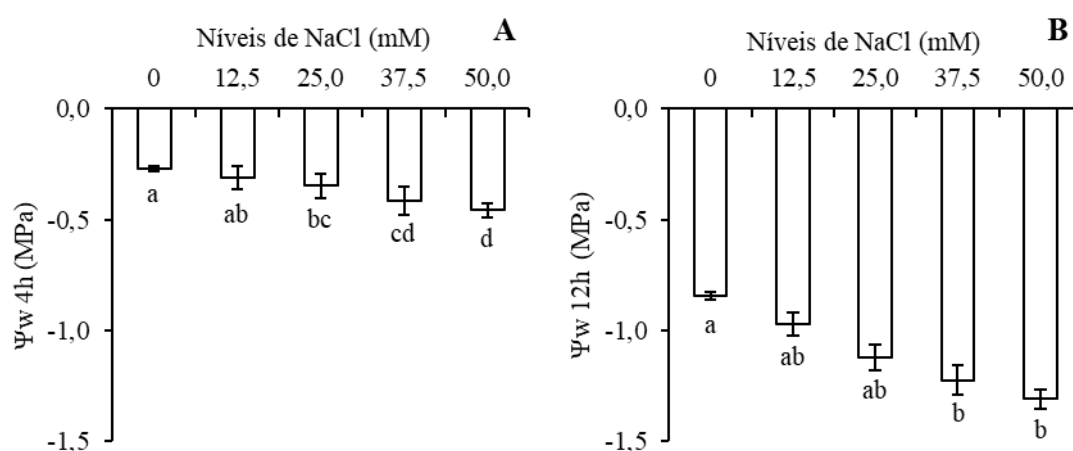 Níveis de NaCl (mM) A
0 12,5 25,0 37,5 50,0
0,0
-0,5
-1,0
-1,5
Ψw 4h (MPa)
a ab bc cd d
Níveis de NaCl (mM) B
0 12,5 25,0 37,5 50,0
0,0
-0,5
-1,0
-1,5
Ψw 12h (MPa)
a ab ab b b